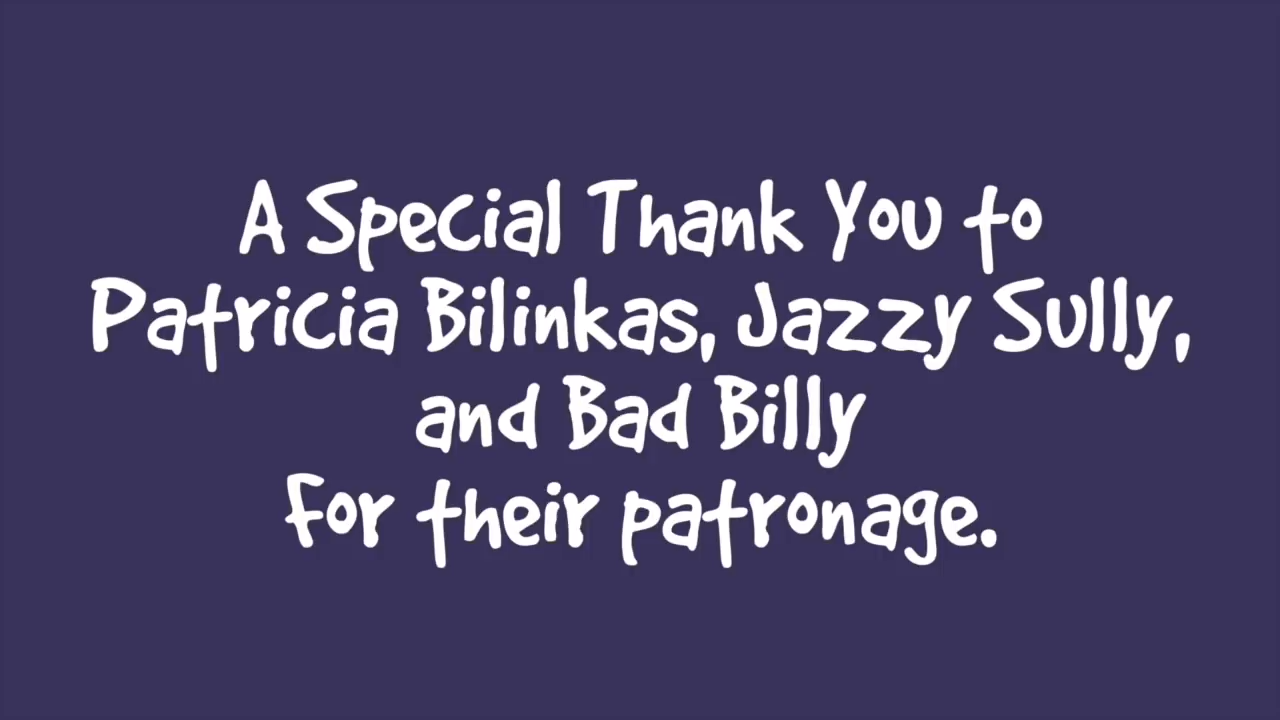 A Special Thank You to
Patricia Bilinkas, Jazzy Sully,
and Bad Billy
For their patronage.